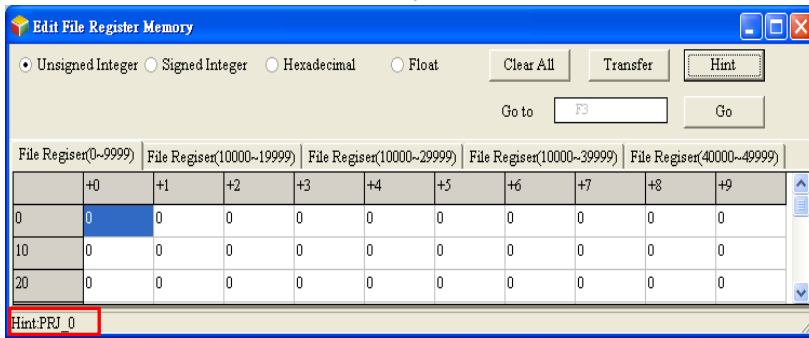 Edit File Register Memory
Unsigned Integer Signed Integer Hexadecimal Float Clear All Transfer Hint
Go to F3 Go
File Regiser(0~9999) File Regiser(10000~19999) File Regiser(10000~29999) File Regiser(10000~39999) File Regiser(40000~49999)
+0 +1 +2 +3 +4 +5 +6 +7 +8 +9
0 0 0 0 0 0 0 0 0 0 0
10 0 0 0 0 0 0 0 0 0 0
20 0 0 0 0 0 0 0 0 0 0
Hint:PRJ_0